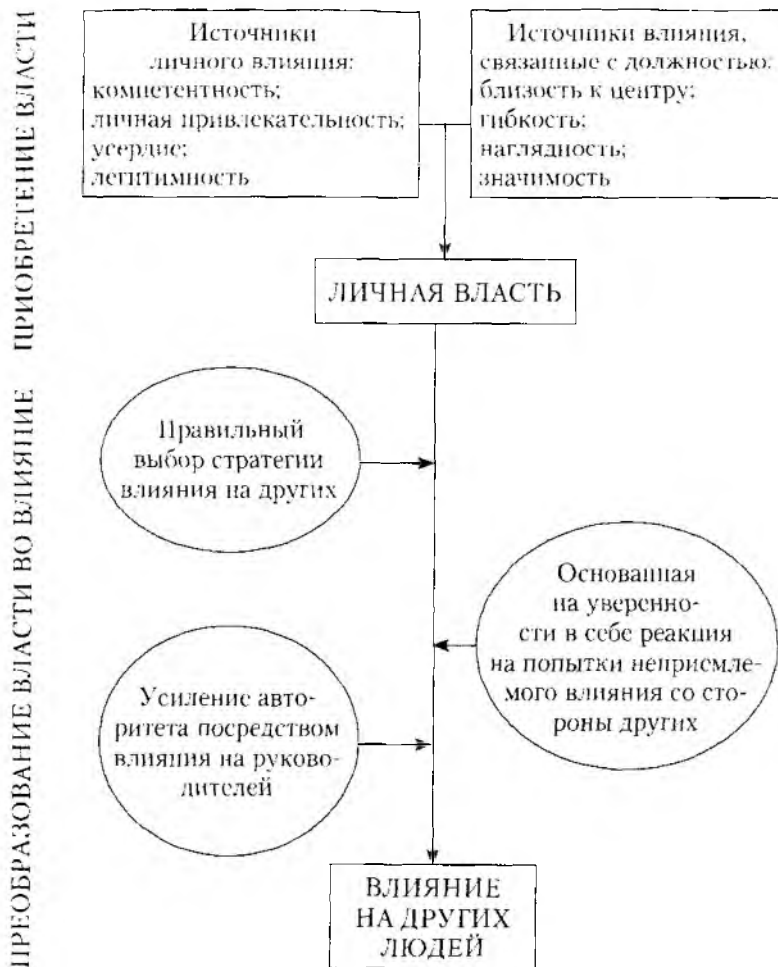 ПРИОБРЕТЕНИЕ ВЛАСТИ
Источники
личного влияния:
компетентность;
личная привлекательность;
усердие;
легитимность
Источники влияния,
связанные с должностью:
близость к центру;
гибкость;
наглядность;
значимость
ЛИЧНАЯ ВЛАСТЬ
ПРЕОБРАЗОВАНИЕ ВЛАСТИ ВО ВЛИЯНИЕ
Правильный
выбор стратегии
влияния на других
Основанная
на уверенно-
сти в себе реакция
на попытки неприемле-
мого влияния со сто-
роны других
Усиление авто-
ритета посредством
влияния на руково-
дителей
ВЛИЯНИЕ
НА ДРУГИХ
ЛЮДЕЙ